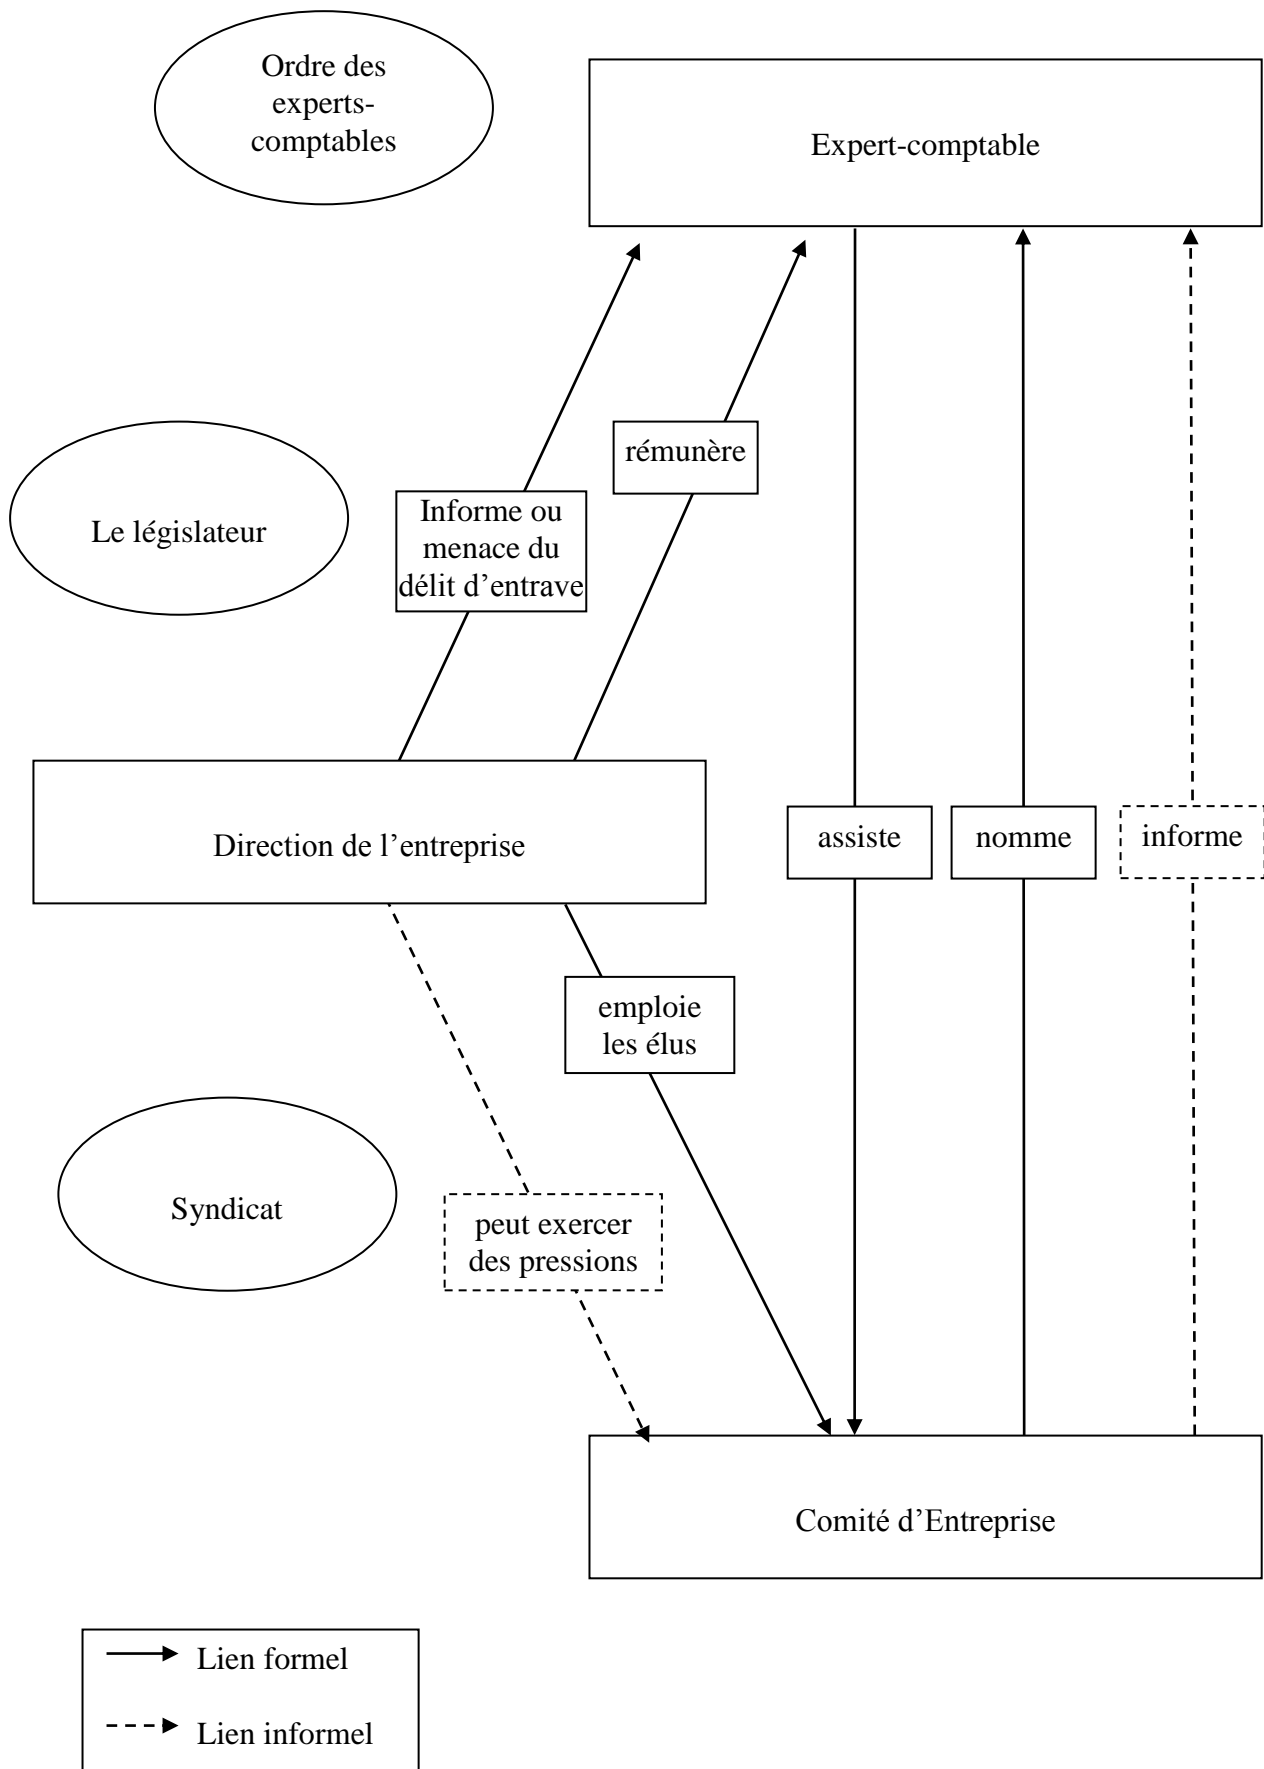 Ordre des
experts-
comptables
Expert-comptable
rémunère
Informe ou
menace du
délit d’entrave
Le législateur
Direction de l’entreprise
assiste
nomme
informe
emploie
les élus
Syndicat
peut exercer
des pressions
Comité d’Entreprise
Lien formel
Lien informel